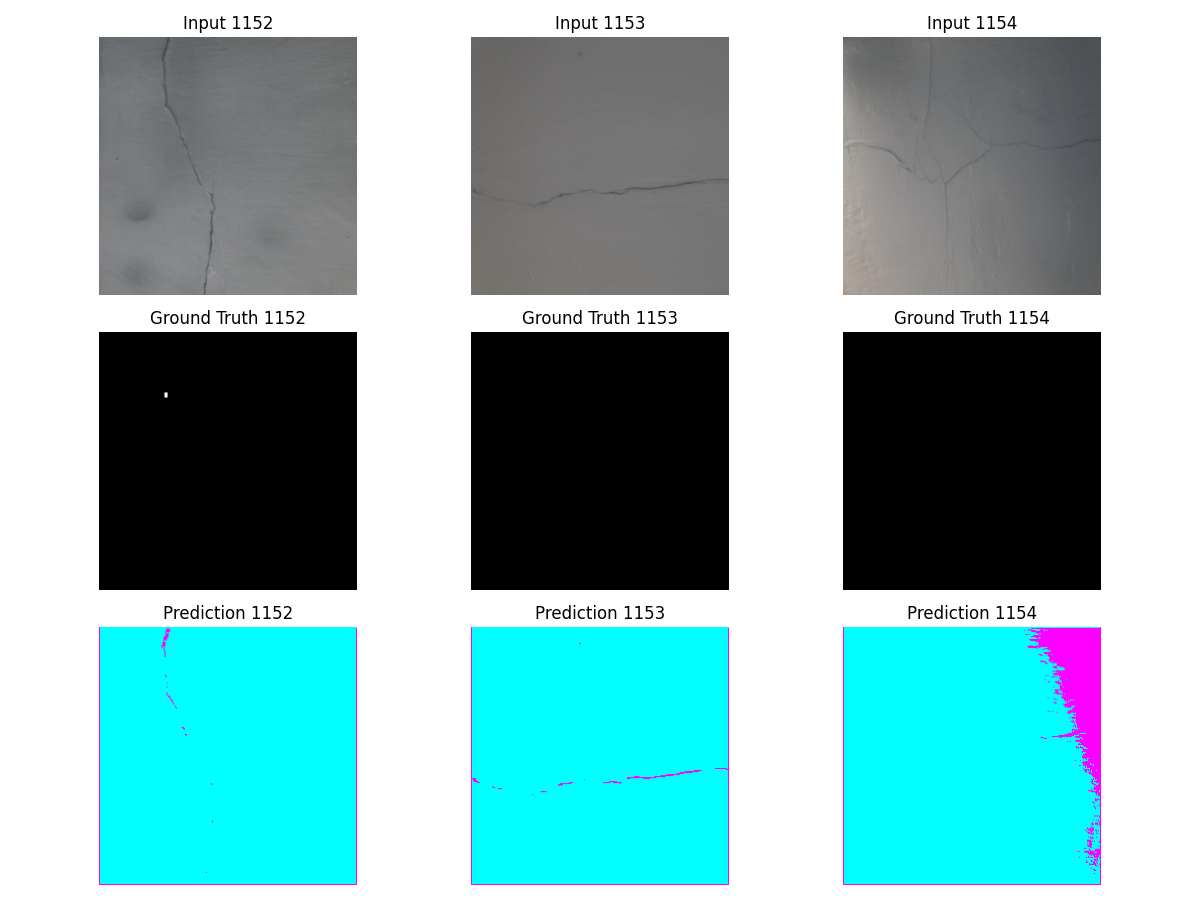 Input 1152
Input 1153
Input 1154
Ground Truth 1152
Ground Truth 1153
Ground Truth 1154
Prediction 1152
Prediction 1153
Prediction 1154